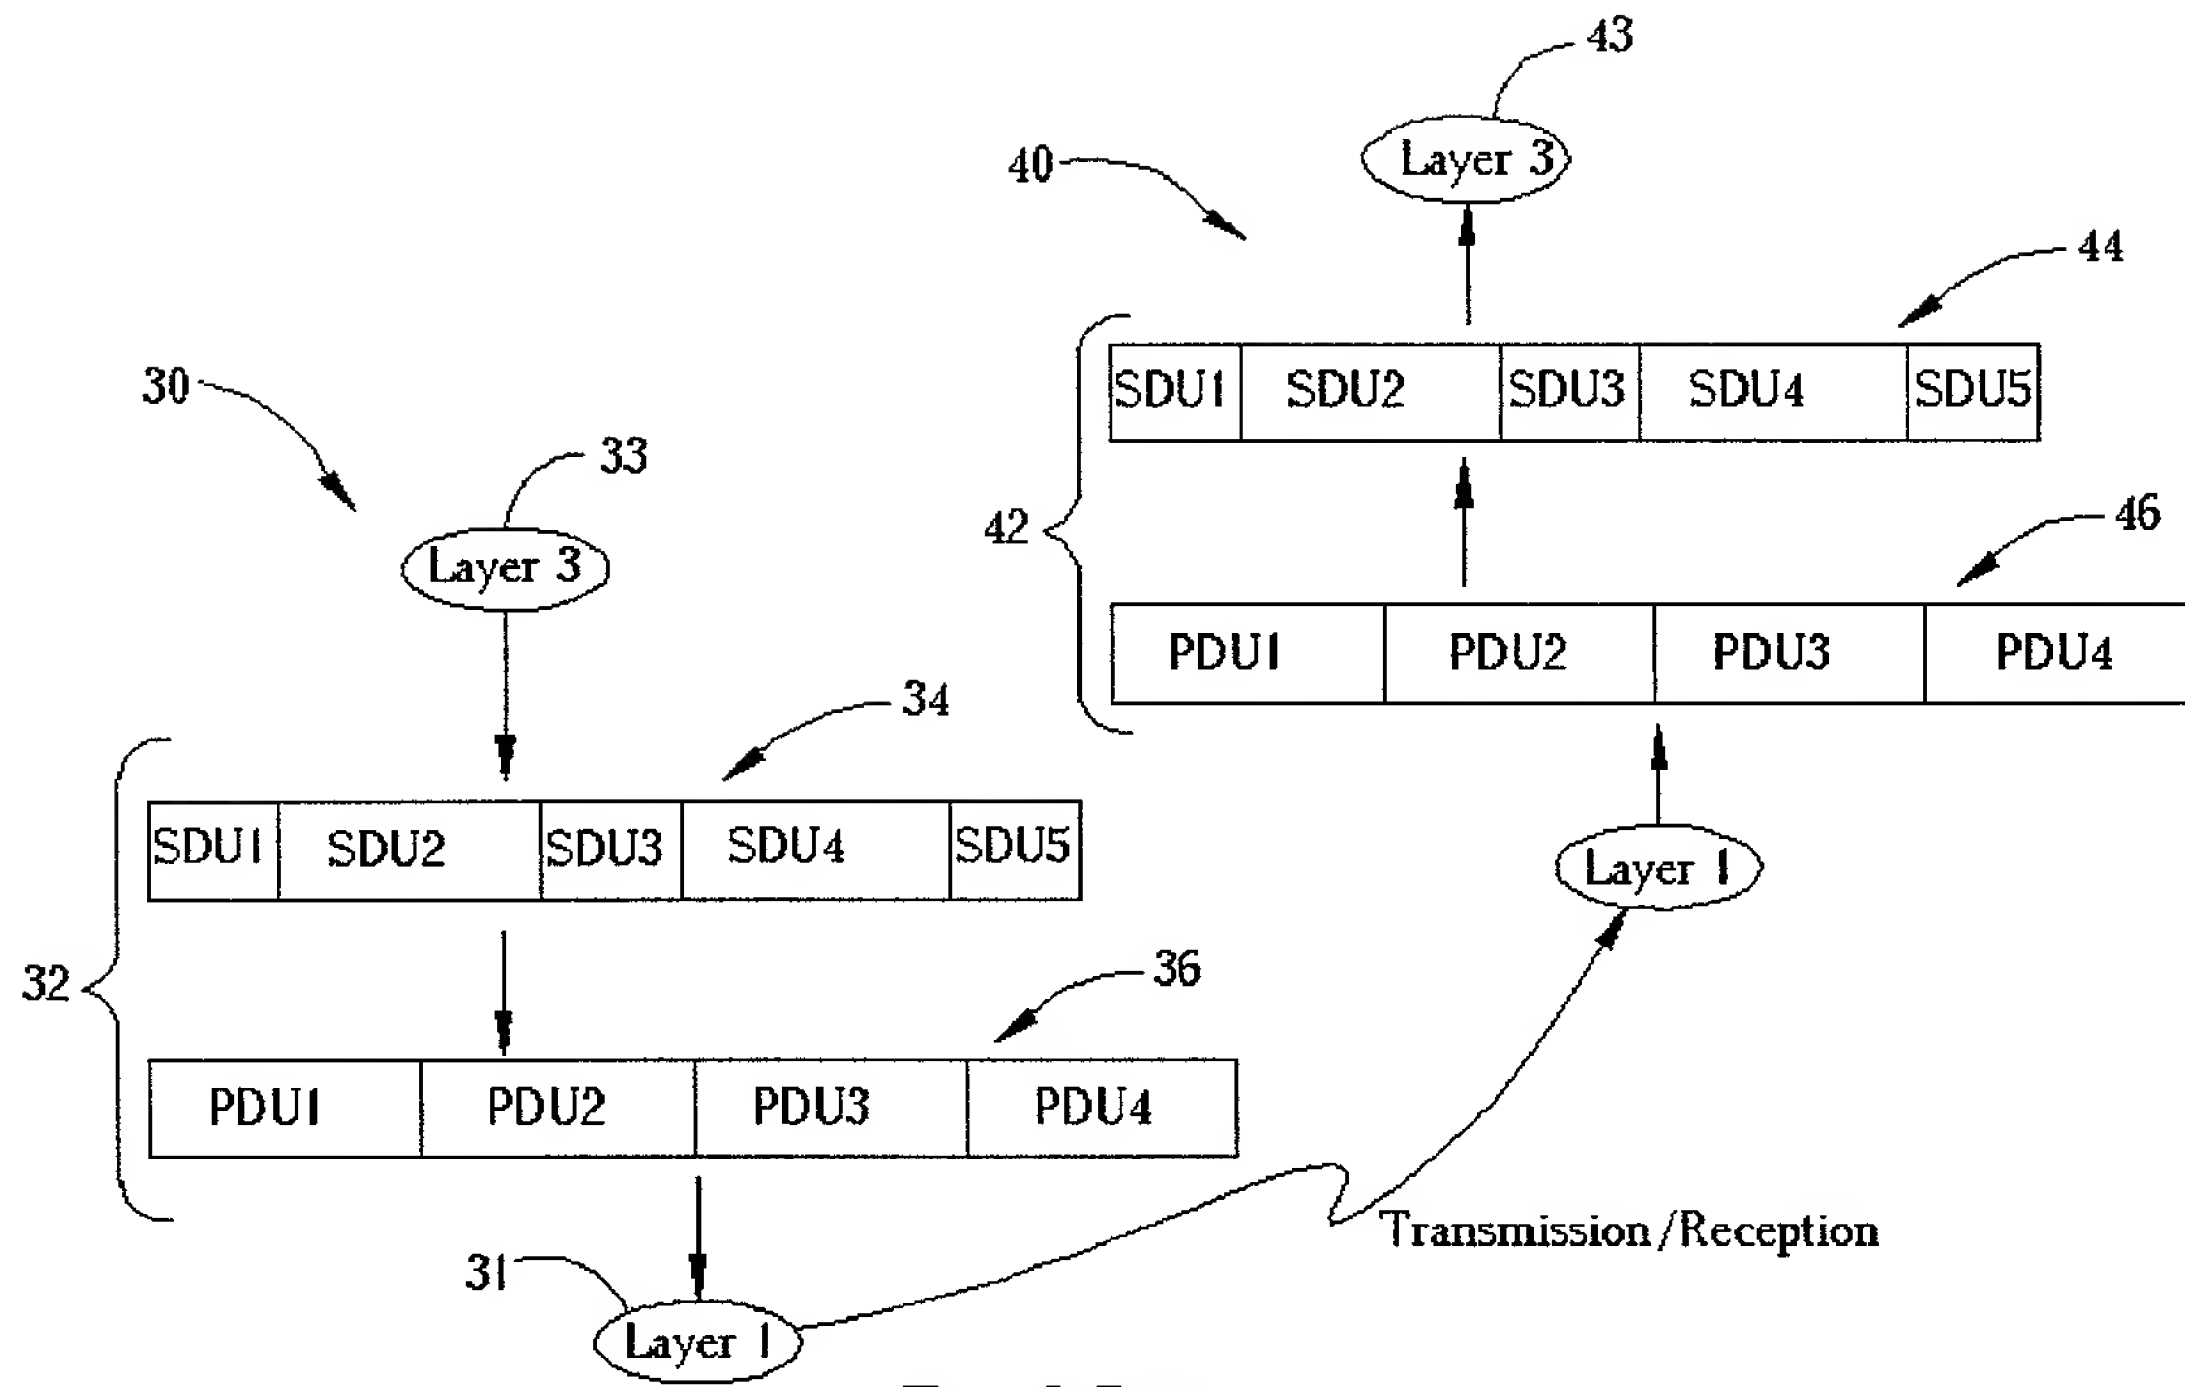 43
Layer 3
40
44
SDU1 SDU2 SDU3 SDU4 SDU5
30
33
42
46
Layer 3
PDU1 PDU2 PDU3 PDU4
34
SDU1 SDU2 SDU3 SDU4 SDU5
Layer 1
32
36
PDU1 PDU2 PDU3 PDU4
Transmission/Reception
31
Layer 1